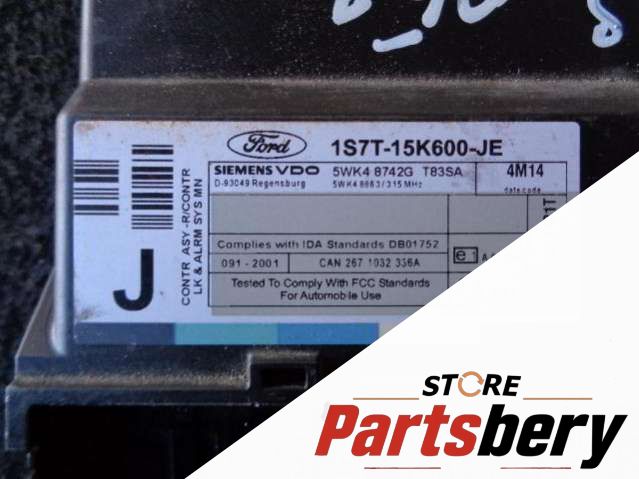 Ford
1S7T-15K600-JE
SIEMENS VDO
5WK4 8742G T83SA
4M14
D-93049 Regensburg
5WK4 8663/315 MHz
datecode
CONTR ASY -R/CONTR
LK & ALRM SYS MN
J
Complies with IDA Standards DB01752
e1
091 - 2001
CAN 267 1032 336A
Tested To Comply With FCC Standards
For Automobile Use
STORE
Partsbery